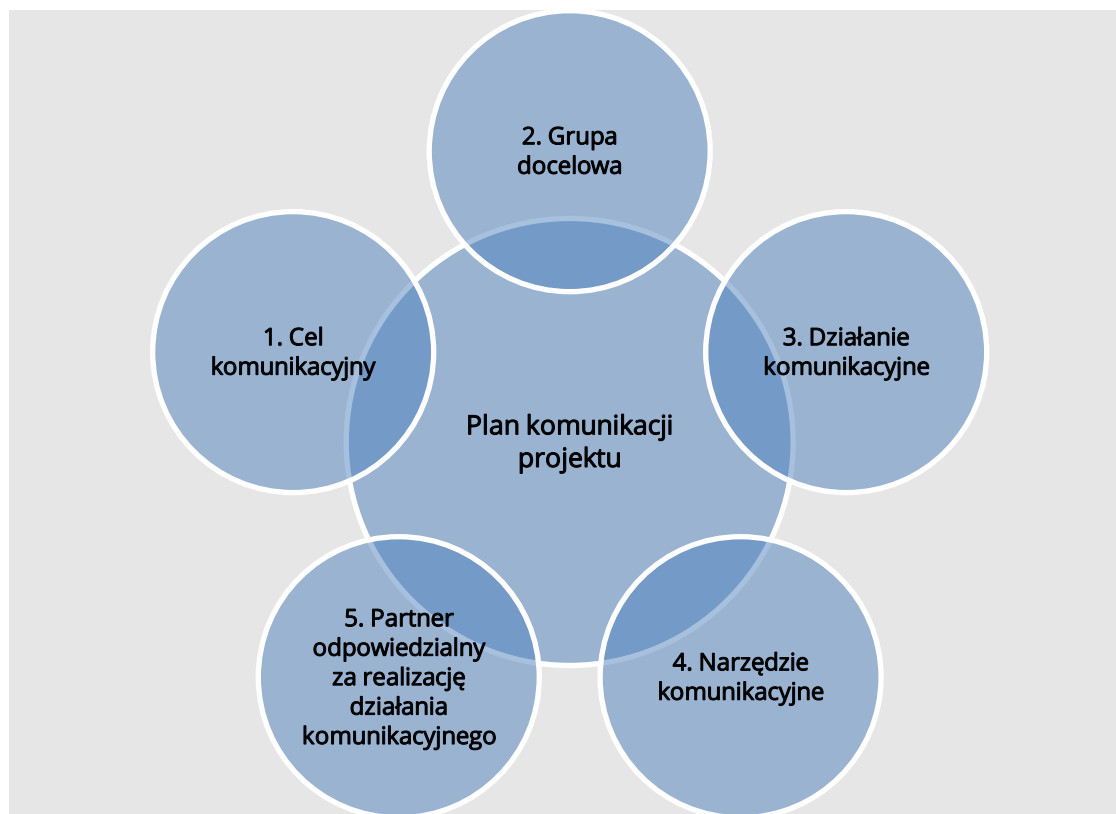 2. Grupa
docelowa
1. Cel
komunikacyjny
3. Działanie
komunikacyjne
Plan komunikacji
projektu
5. Partner
odpowiedzialny
za realizację
działania
komunikacyjnego
4. Narzędzie
komunikacyjne